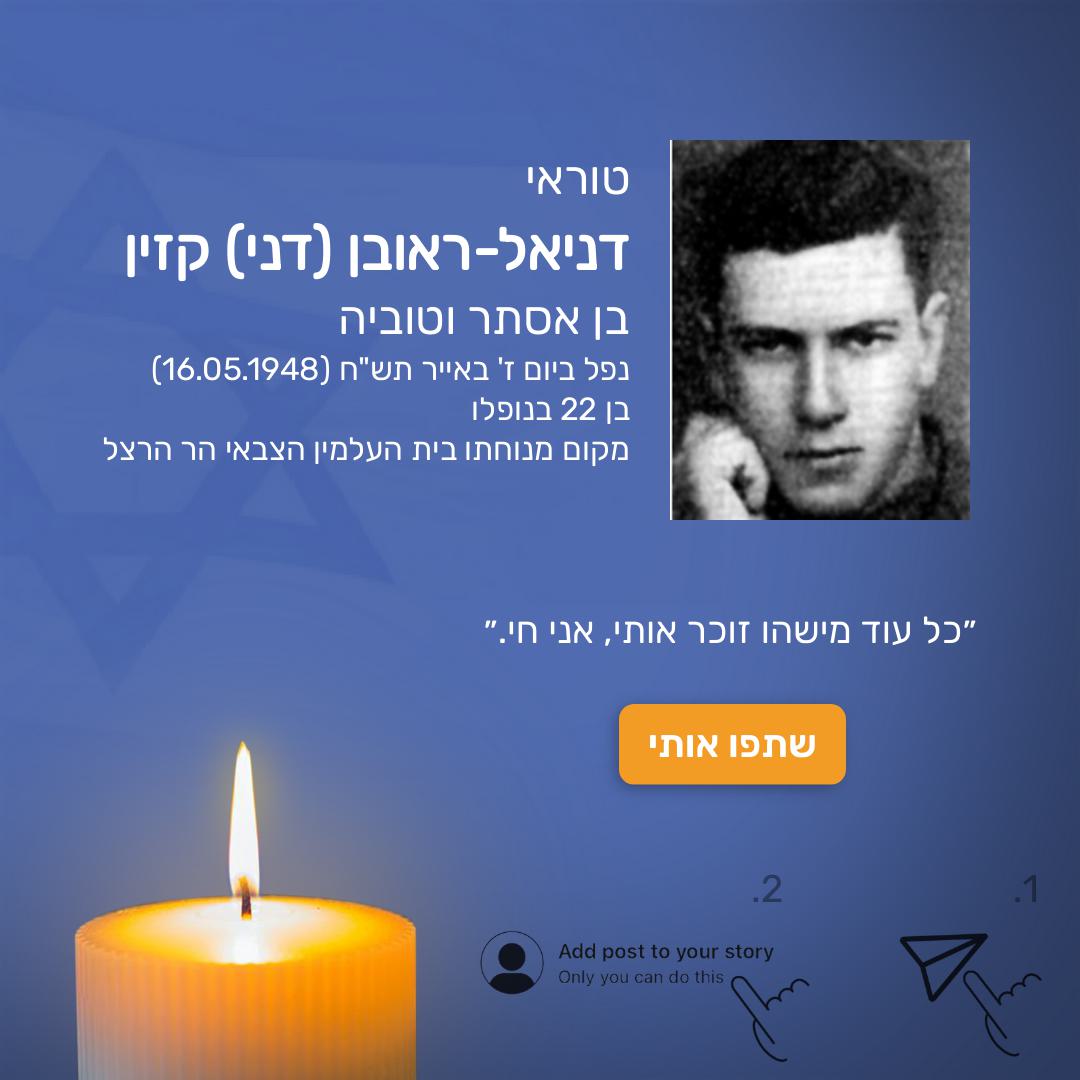 טוראי
דניאל-ראובן (דני) קזין
בן אסתר וטוביה
נפל ביום ז' באייר תש"ח (16.05.1948)
בן 22 בנופלו
מקום מנוחתו בית העלמין הצבאי הר הרצל
״כל עוד מישהו זוכר אותי, אני חי.״
שתפו אותי
1.
2.
Add post to your story
Only you can do this